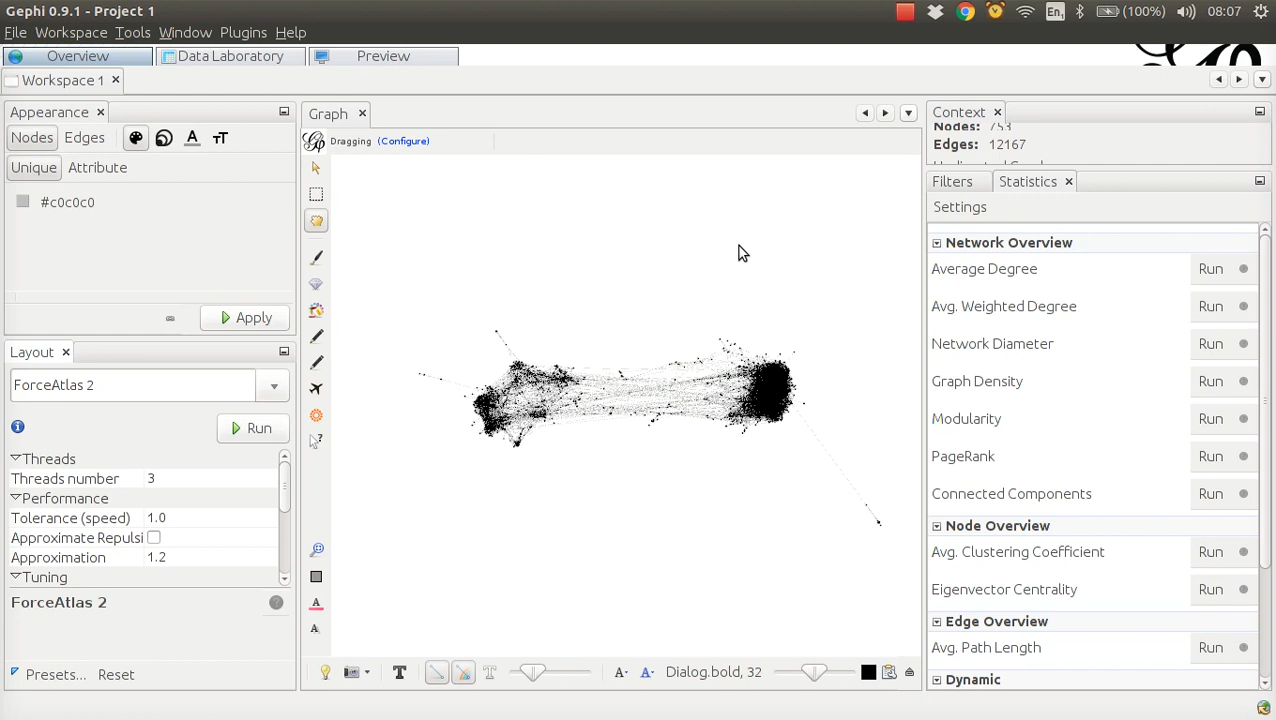 Gephi 0.9.1 - Project 1
En1
(100%)
08:07
File Workspace Tools Window Plugins Help
Overview
Data Laboratory
Preview
Workspace 1
Appearance
Nodes
Edges
Unique
Attribute
#c0c0c0
Apply
Layout
ForceAtlas 2
Run
Threads
Threads number 3
Performance
Tolerance (speed) 1.0
Approximate Repulsi
Approximation 1.2
Tuning
ForceAtlas 2
Presets...
Reset
Graph
Dragging (Configure)
Dialog.bold, 32
Context
Nodes: 753
Edges: 12167
Filters
Statistics
Settings
Network Overview
Average Degree Run
Avg. Weighted Degree Run
Network Diameter Run
Graph Density Run
Modularity Run
PageRank Run
Connected Components Run
Node Overview
Avg. Clustering Coefficient Run
Eigenvector Centrality Run
Edge Overview
Avg. Path Length Run
Dynamic